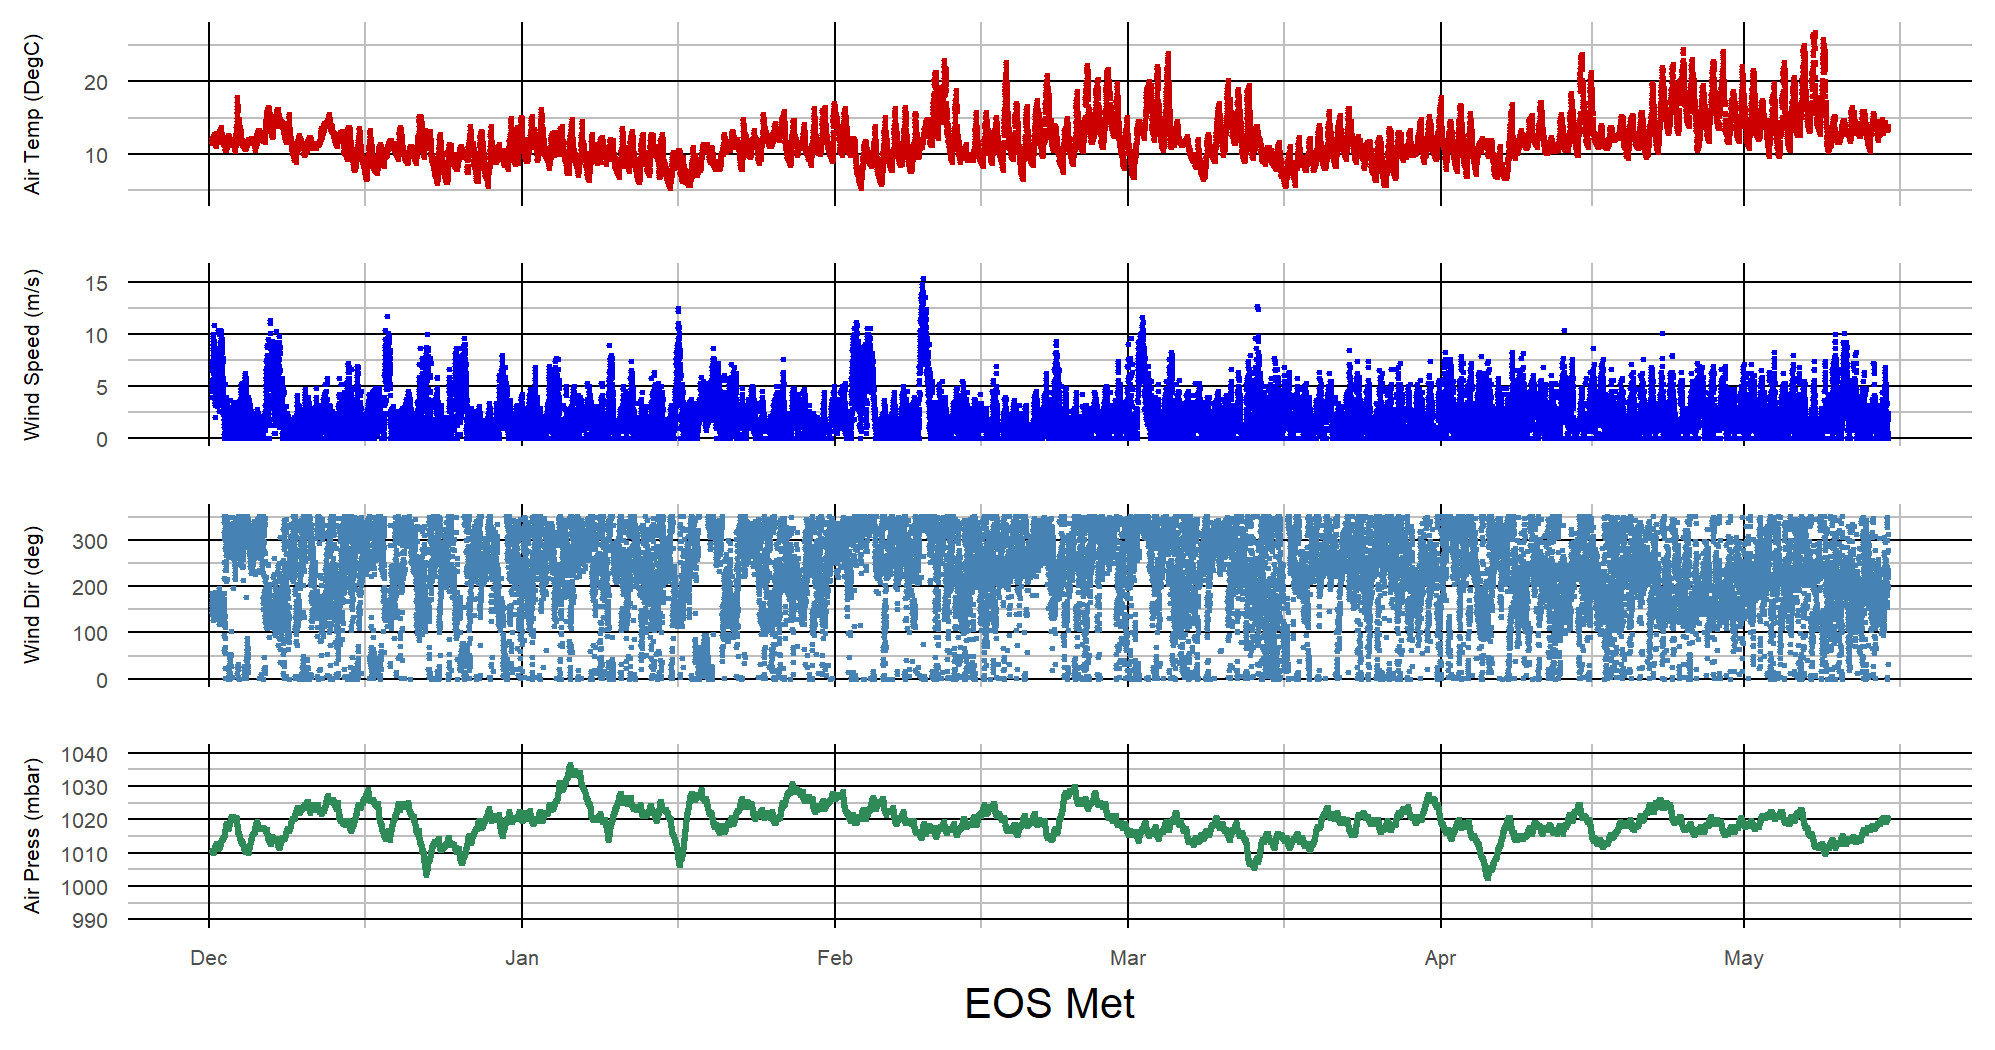 Air Temp (DegC)
20
10
Wind Speed (m/s)
15
10
5
0
Wind Dir (deg)
300
200
100
0
Air Press (mbar)
1040
1030
1020
1010
1000
990
Dec Jan Feb Mar Apr May
EOS Met